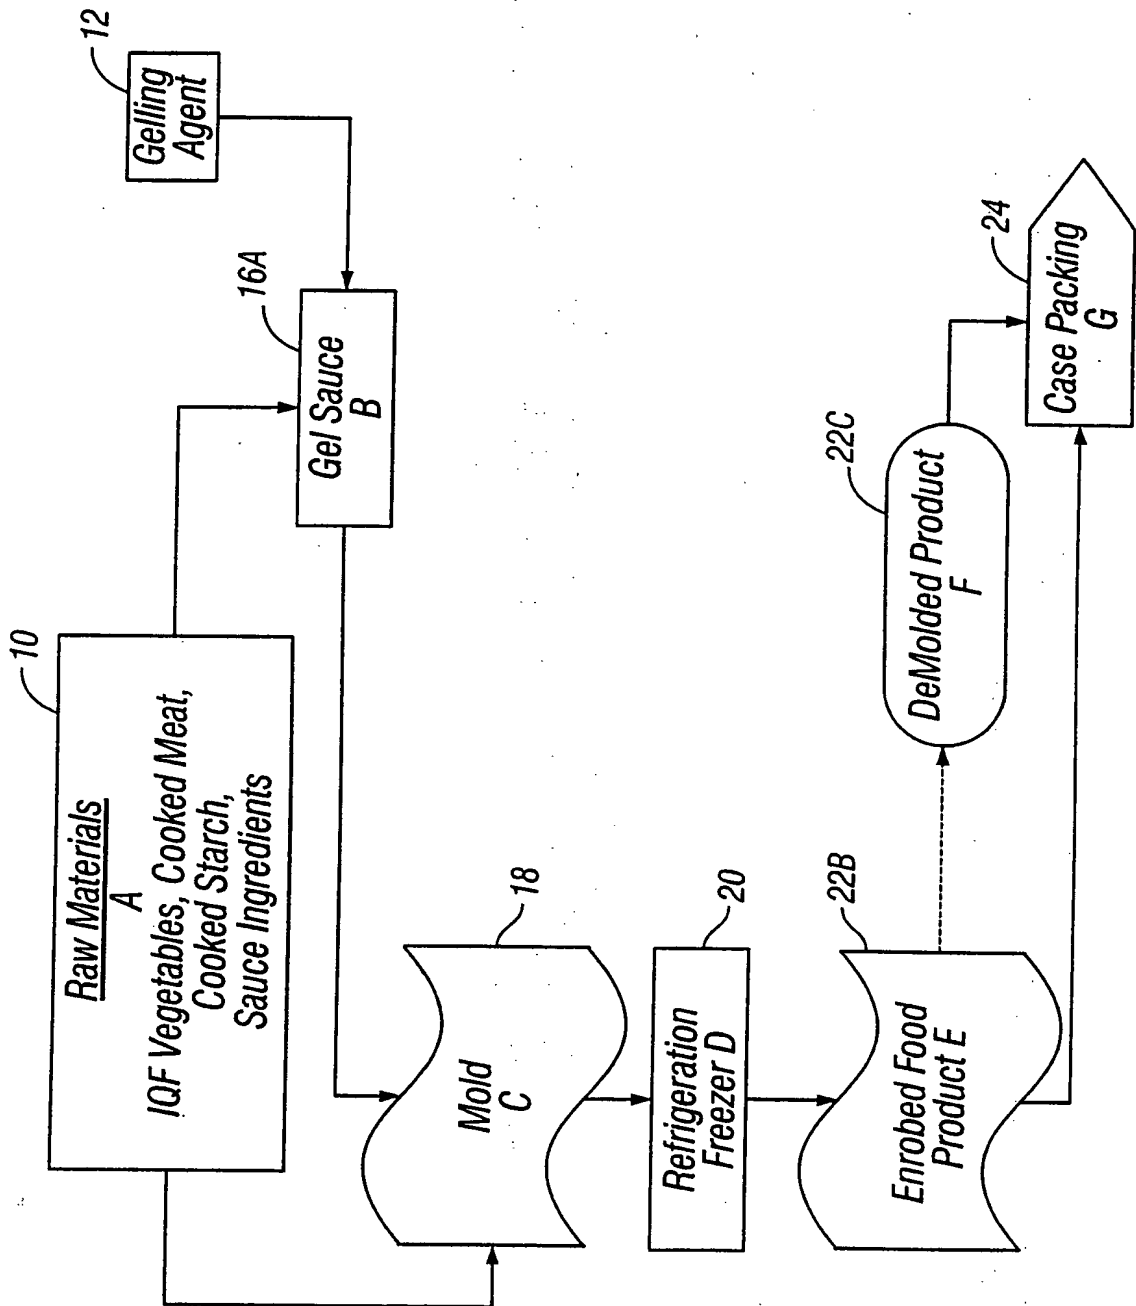 10
Raw Materials
A
IQF Vegetables, Cooked Meat,
Cooked Starch,
Sauce Ingredients
12
Gelling
Agent
16A
Gel Sauce
B
18
Mold
C
20
Refrigeration
Freezer D
22B
Enrobed Food
Product E
22C
DeMolded Product
F
24
Case Packing
G